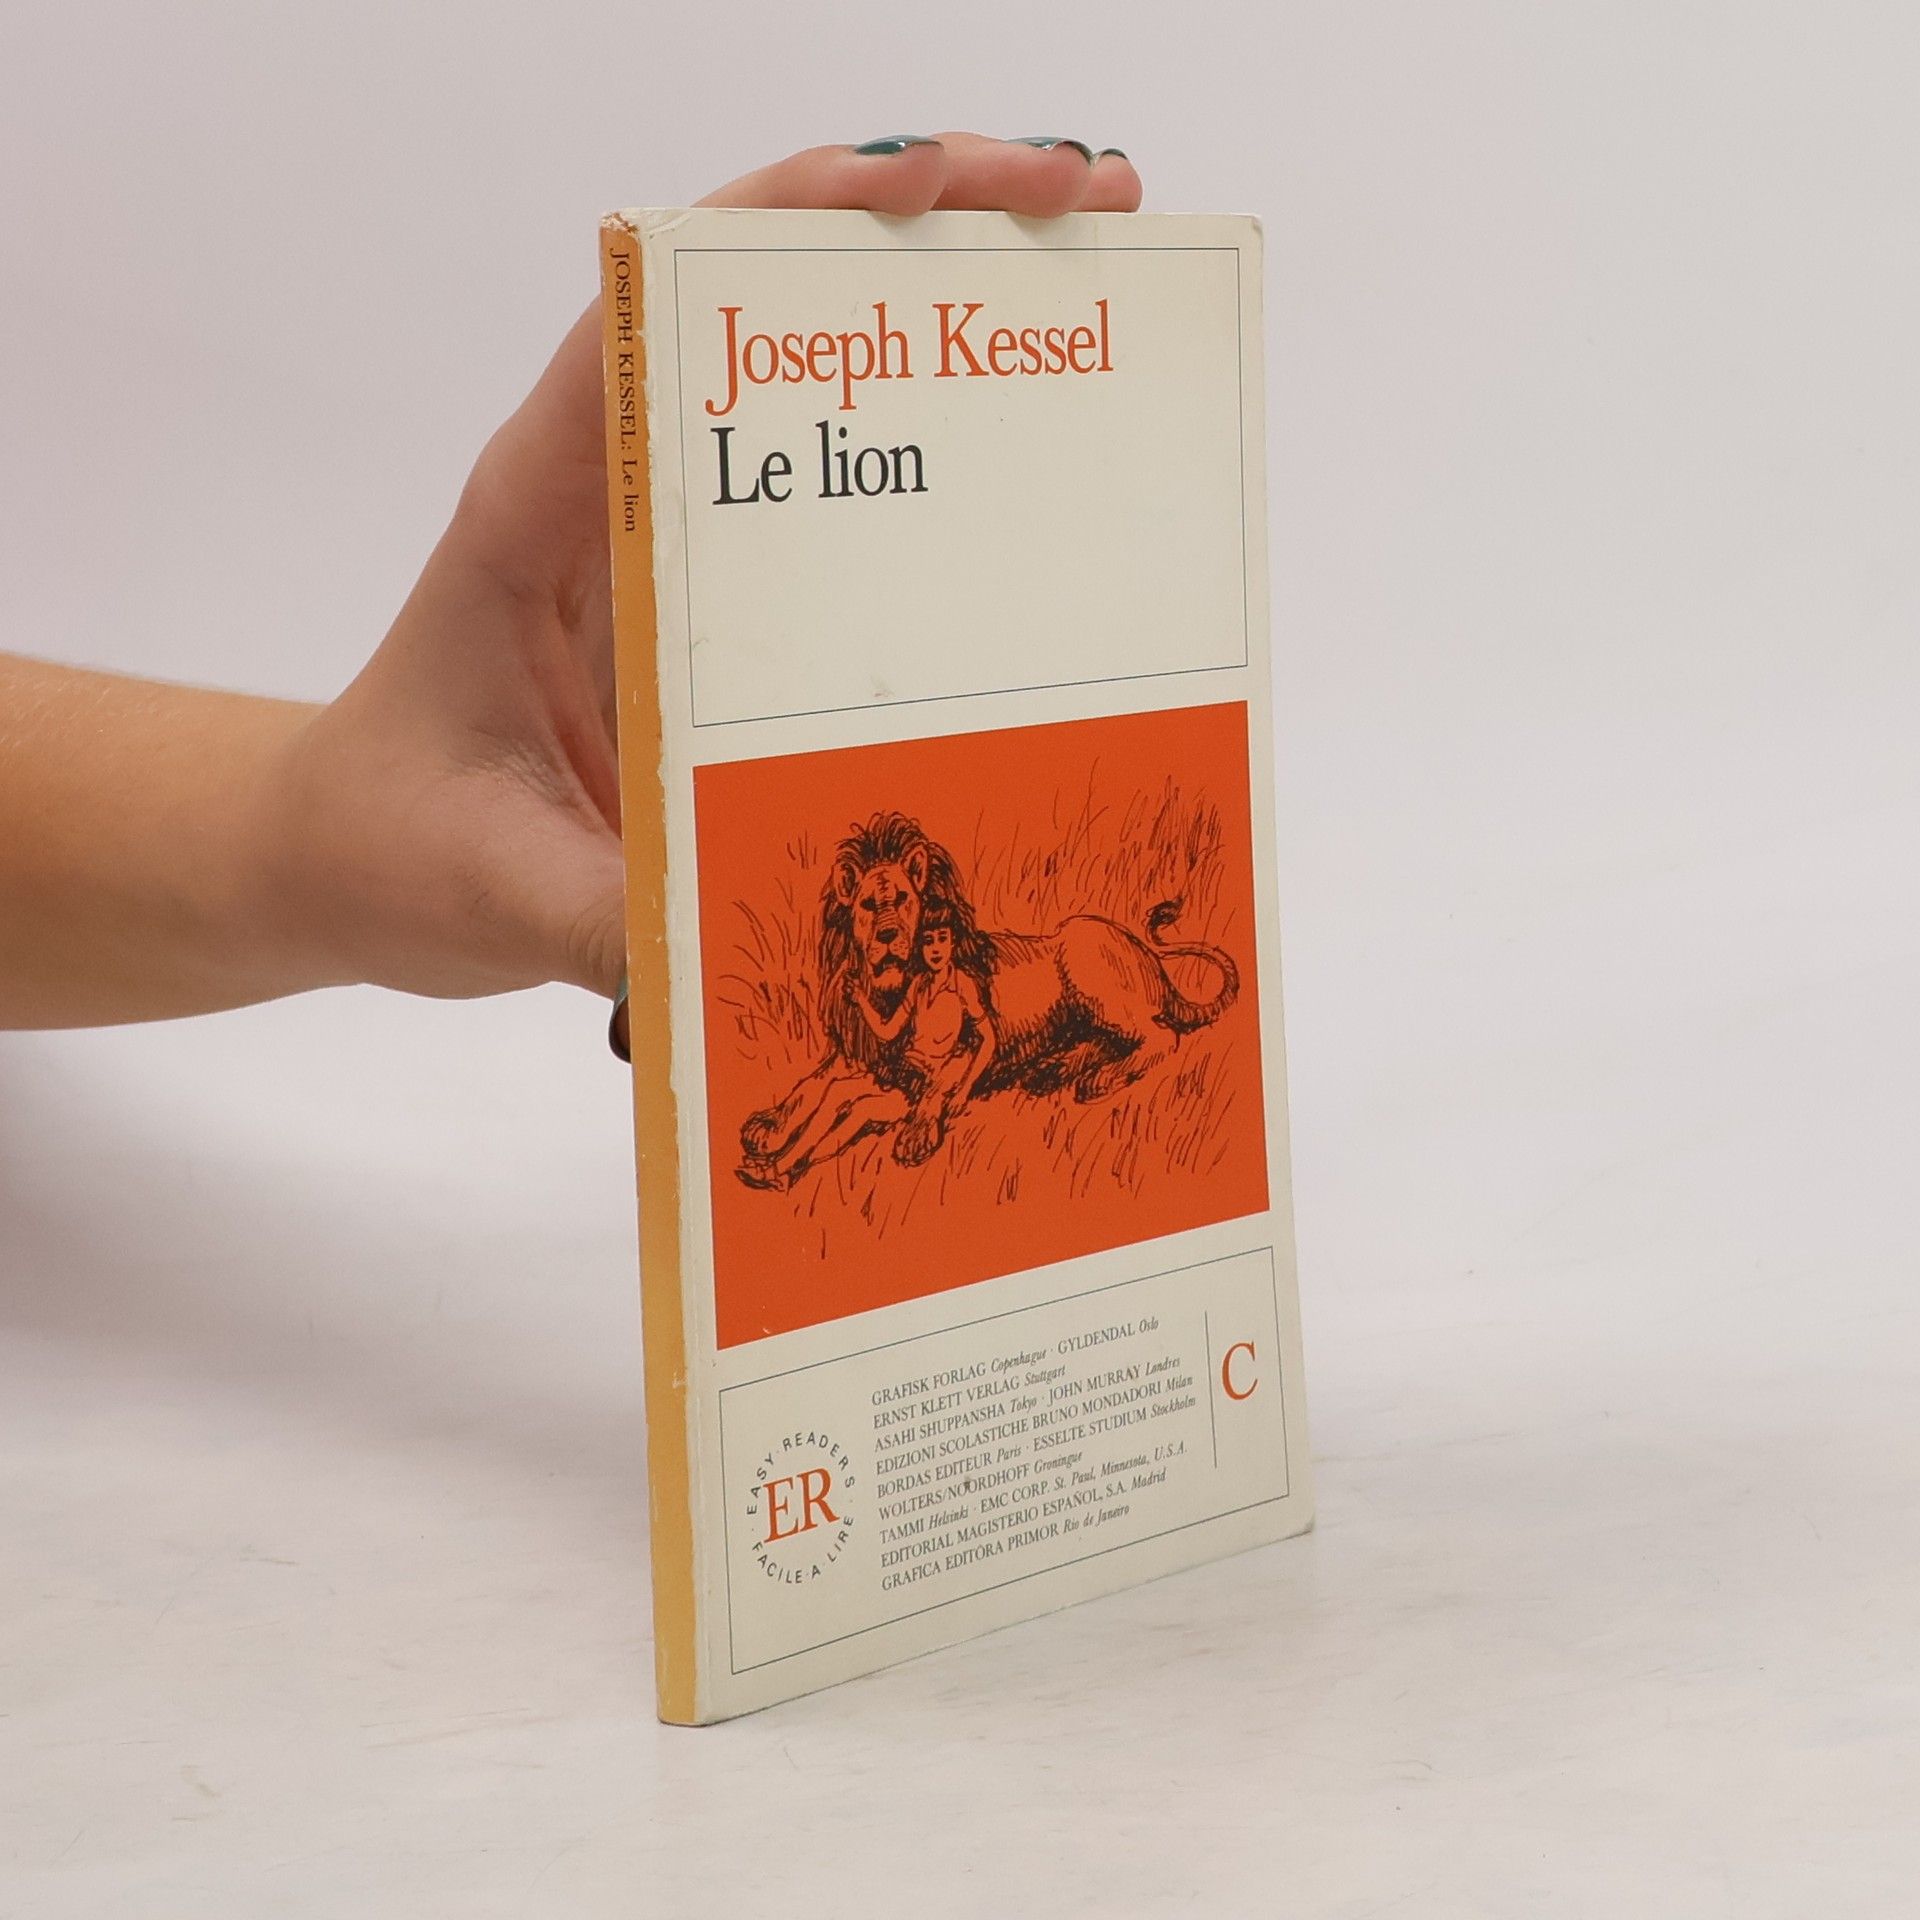 JOSEPH KESSEL: Le lion
Joseph Kessel
Le lion
GRAFISK FORLAG Copenhague · GYLDENDAL Oslo
ERNST KLETT VERLAG Stuttgart
ASAHI SHUPPANSHA Tokyo · JOHN MURRAY Londres
EDIZIONI SCOLASTICHE BRUNO MONDADORI Milan
BORDAS EDITEUR Paris · ESSELTE STUDIUM Stockholm
WOLTERS/NOORDHOFF Groningue
TAMMI Helsinki · EMC CORP. St. Paul, Minnesota, U.S.A.
EDITORIAL MAGISTERIO ESPAÑOL, S.A. Madrid
GRAFICA EDITÔRA PRIMOR Rio de Janeiro
C
· EASY · READERS ·
ER
FACILE · A · LIRE